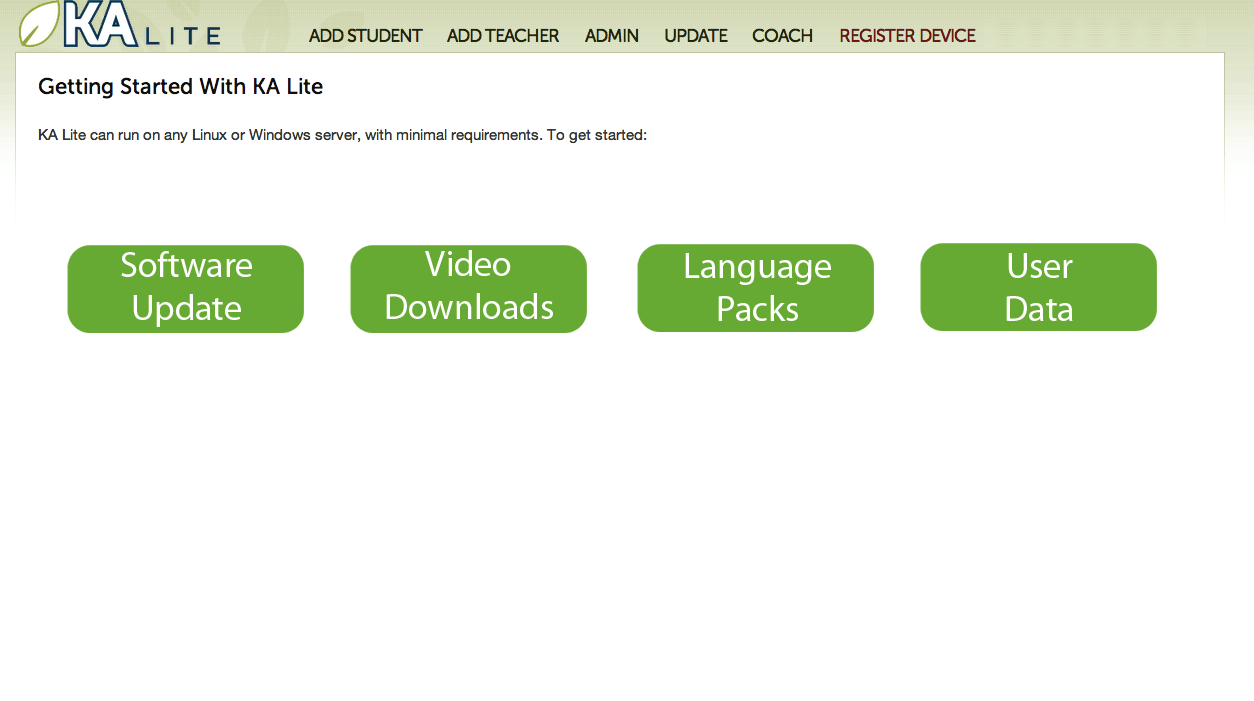 KA LITE
ADD STUDENT ADD TEACHER ADMIN UPDATE COACH REGISTER DEVICE
Getting Started With KA Lite
KA Lite can run on any Linux or Windows server, with minimal requirements. To get started:
Software
Update
Video
Downloads
Language
Packs
User
Data